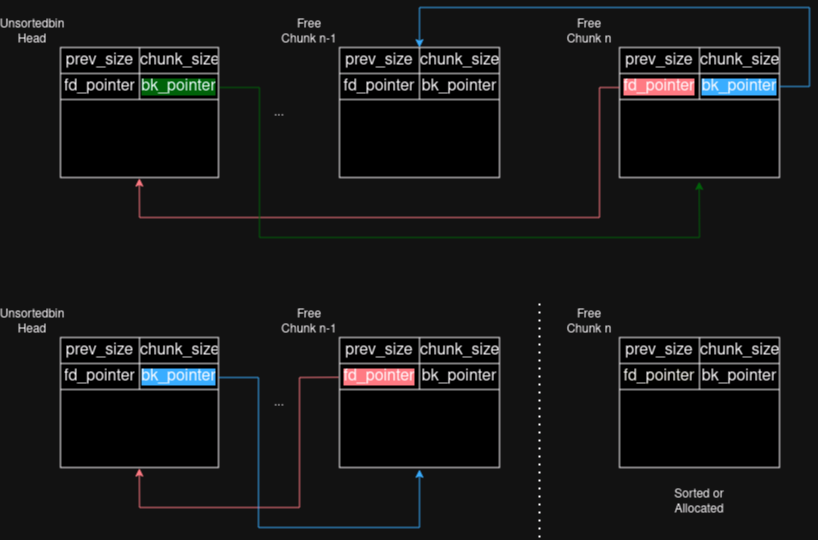 Unsortedbin
Head
Free
Chunk n-1
Free
Chunk n
prev_size chunk_size
prev_size chunk_size
prev_size chunk_size
fd_pointer bk_pointer
fd_pointer bk_pointer
fd_pointer bk_pointer
...
Unsortedbin
Head
Free
Chunk n-1
Free
Chunk n
prev_size chunk_size
prev_size chunk_size
prev_size chunk_size
fd_pointer bk_pointer
fd_pointer bk_pointer
fd_pointer bk_pointer
...
Sorted or
Allocated